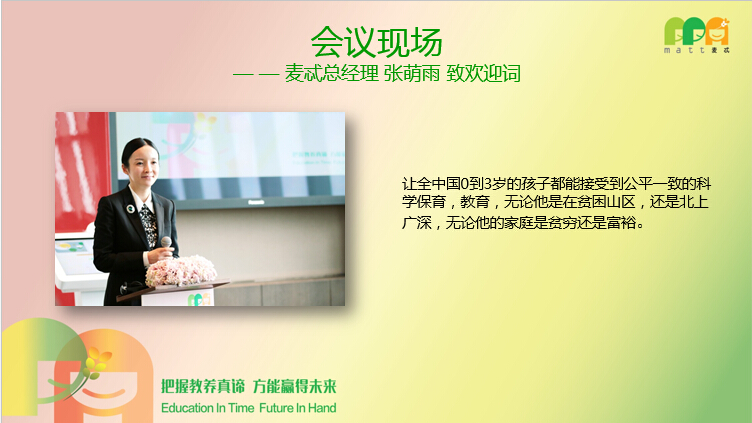 会议现场
— — 麦忒总经理 张萌雨 致欢迎词
matt麦忒
让全中国0到3岁的孩子都能接受到公平一致的科
学保育，教育，无论他是在贫困山区，还是北上
广深，无论他的家庭是贫穷还是富裕。
把握教养真谛 方能赢得未来
Education In Time Future In Hand